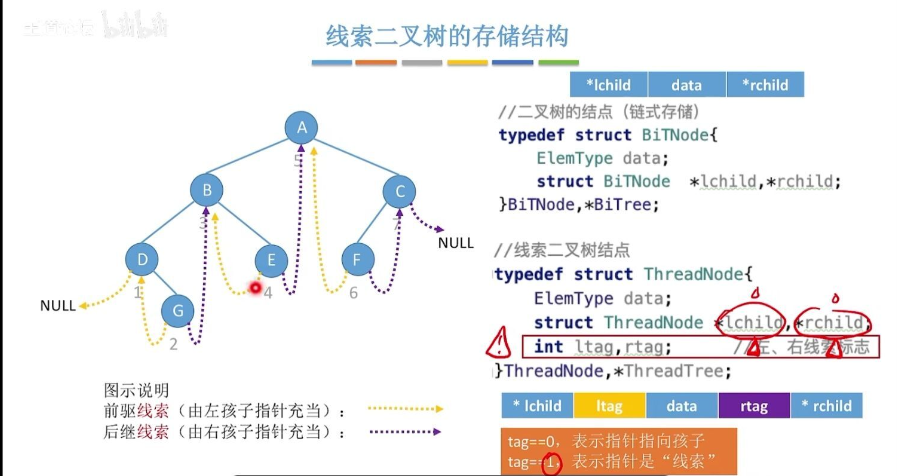 线索二叉树的存储结构
*lchild data *rchild
//二叉树的结点（链式存储）
typedef struct BiTNode{
ElemType data;
struct BiTNode *lchild,*rchild;
}BiTNode,*BiTree;
//线索二叉树结点
typedef struct ThreadNode{
ElemType data;
struct ThreadNode *lchild,*rchild;
int ltag,rtag; //左、右线索标志
}ThreadNode,*ThreadTree;
* lchild ltag data rtag * rchild
tag==0，表示指针指向孩子
tag==1，表示指针是“线索”
A
5
B
3
C
7
NULL
D
1
E
4
F
6
NULL
G
2
图示说明
前驱线索（由左孩子指针充当）：
后继线索（由右孩子指针充当）：
bilibili